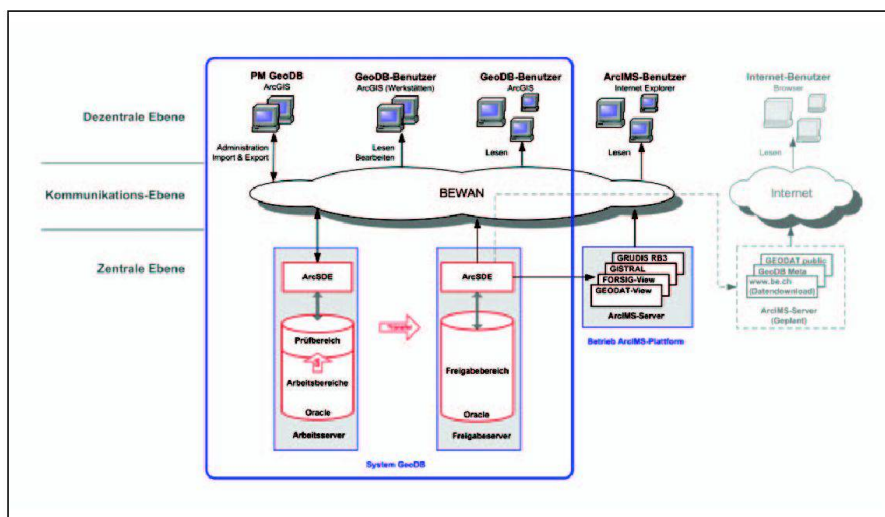 PM GeoDB
ArcGIS
GeoDB-Benutzer
ArcGIS (Werkstätten)
GeoDB-Benutzer
ArcGIS
ArcIMS-Benutzer
Internet Explorer
Internet-Benutzer
Browser
Dezentrale Ebene
Administration
Import & Export
Lesen
Bearbeiten
Lesen
Lesen
Lesen
Kommunikations-Ebene
BEWAN
Internet
Zentrale Ebene
ArcSDE
Prüfbereich
Arbeitsbereiche
Oracle
Arbeitsserver
Transfer
ArcSDE
Freigabebereich
Oracle
Freigabeserver
System GeoDB
GRUDIS RB3
GISTRAL
FORSIG-View
GEODAT-View
ArcIMS-Server
Betrieb ArcIMS-Plattform
GEODAT public
GeoDB Meta
www.be.ch
(Datendownload)
ArcIMS-Server
(Geplant)